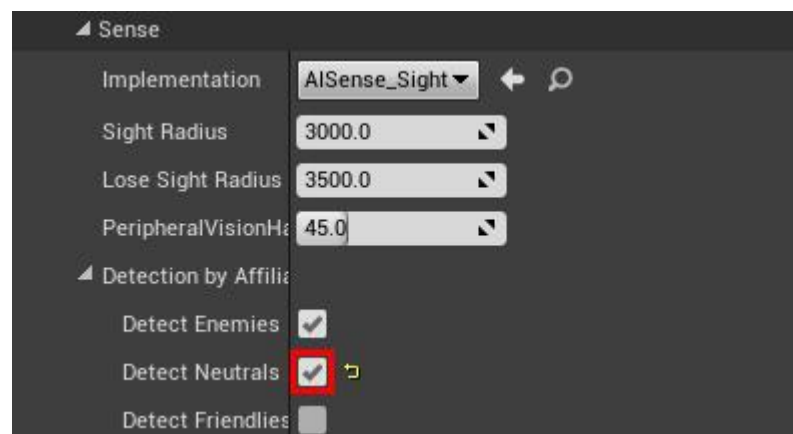 Sense
Implementation AISense_Sight
Sight Radius 3000.0
Lose Sight Radius 3500.0
PeripheralVisionHa 45.0
Detection by Affilia
Detect Enemies
Detect Neutrals
Detect Friendlies